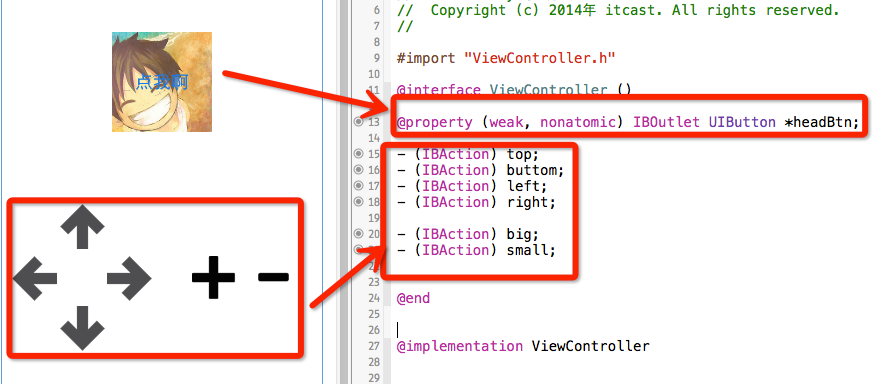 点我啊
6 // Copyright (c) 2014年 itcast. All rights reserved.
7 //
8
9 #import "ViewController.h"
10
11 @interface ViewController ()
13 @property (weak, nonatomic) IBOutlet UIButton *headBtn;
14
15 - (IBAction) top;
16 - (IBAction) buttom;
17 - (IBAction) left;
18 - (IBAction) right;
19
20 - (IBAction) big;
- (IBAction) small;
23
24 @end
25
26
27 @implementation ViewController
28
29